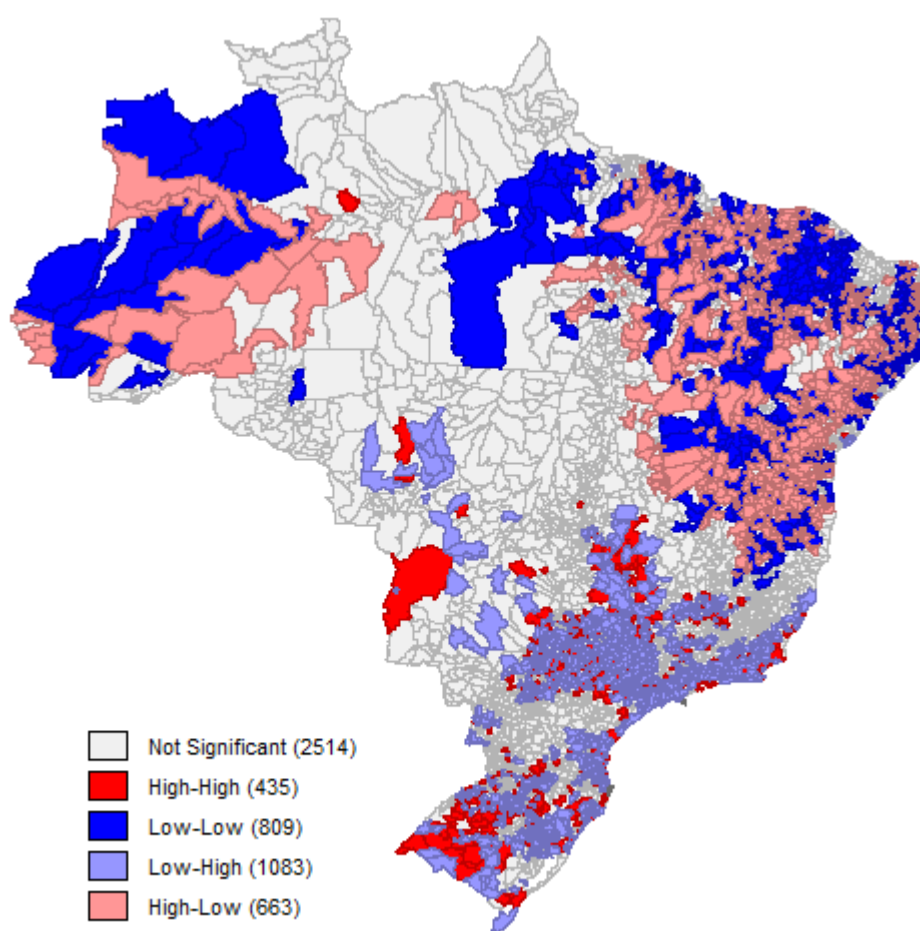 Not Significant (2514)
High-High (435)
Low-Low (809)
Low-High (1083)
High-Low (663)